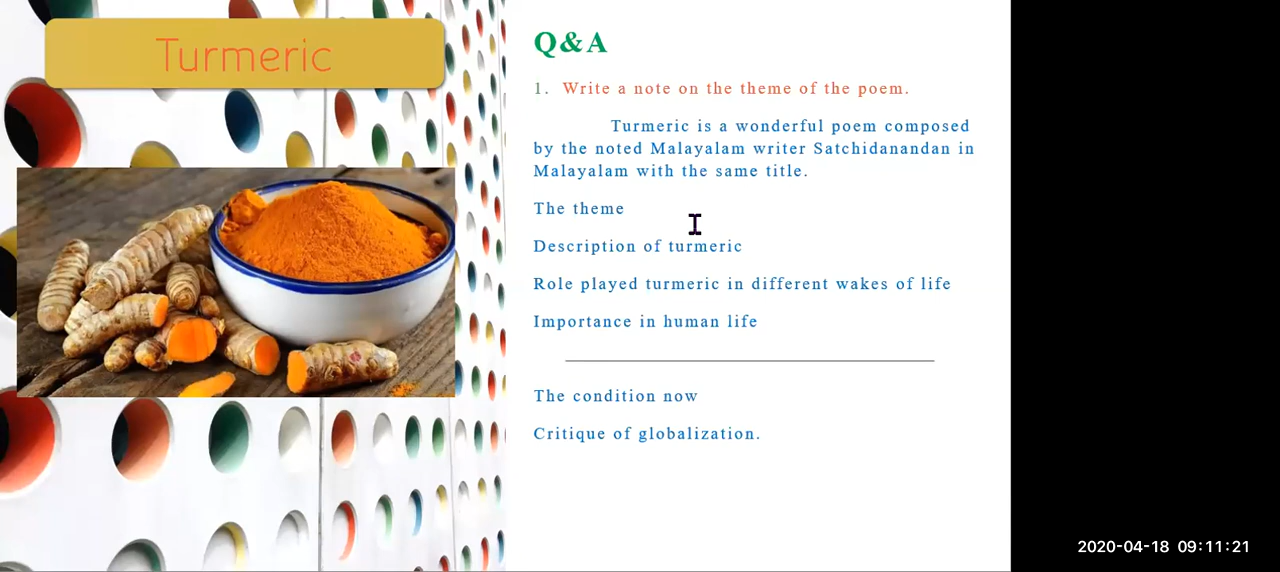 Turmeric
Q&A
1. Write a note on the theme of the poem.
Turmeric is a wonderful poem composed
by the noted Malayalam writer Satchidanandan in
Malayalam with the same title.
The theme
Description of turmeric
Role played turmeric in different wakes of life
Importance in human life
The condition now
Critique of globalization.
2020-04-18 09:11:21